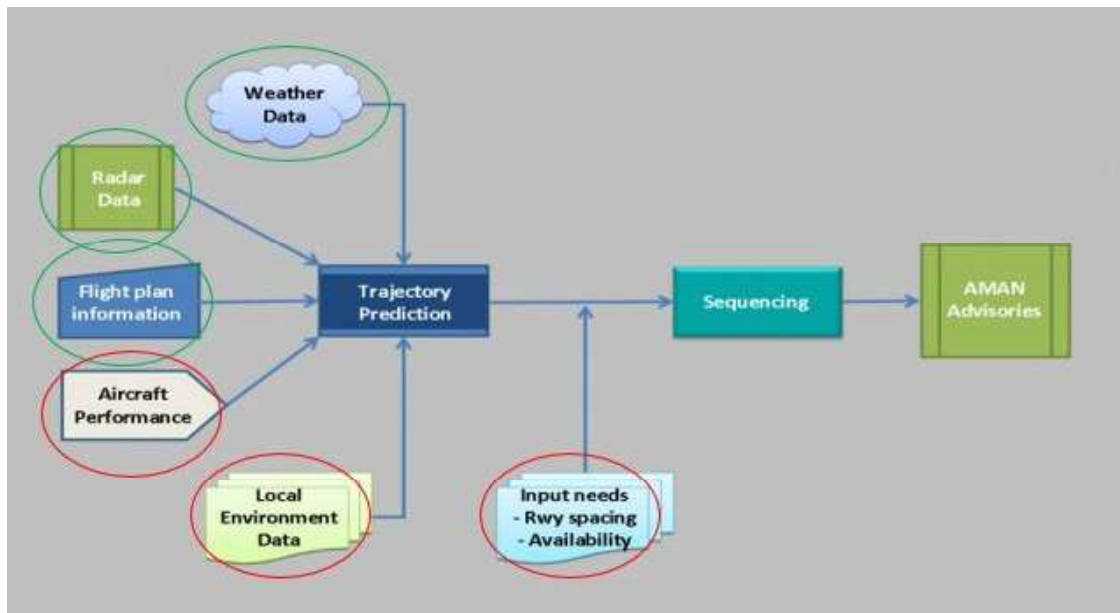 Weather
Data
Radar
Data
Flight plan
information
Trajectory
Prediction
Sequencing
AMAN
Advisories
Aircraft
Performance
Local
Environment
Data
Input needs
- Rwy spacing
- Availability